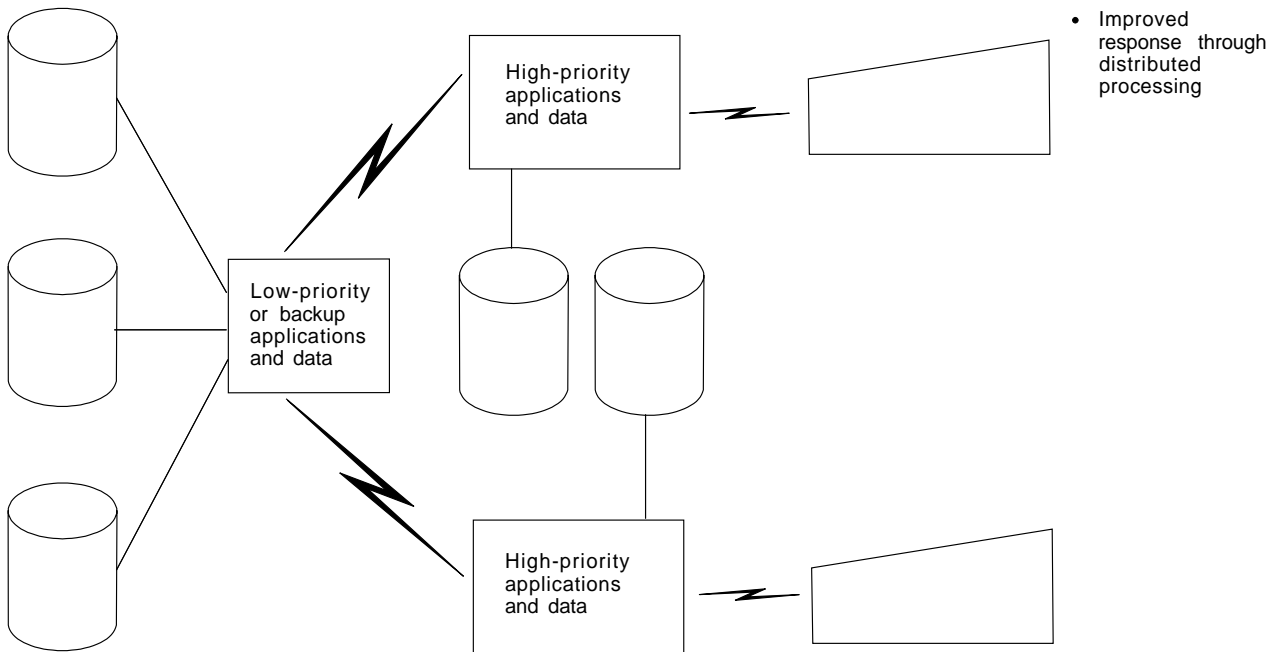 • Improved
response through
distributed
processing
High-priority
applications
and data
Low-priority
or backup
applications
and data
High-priority
applications
and data